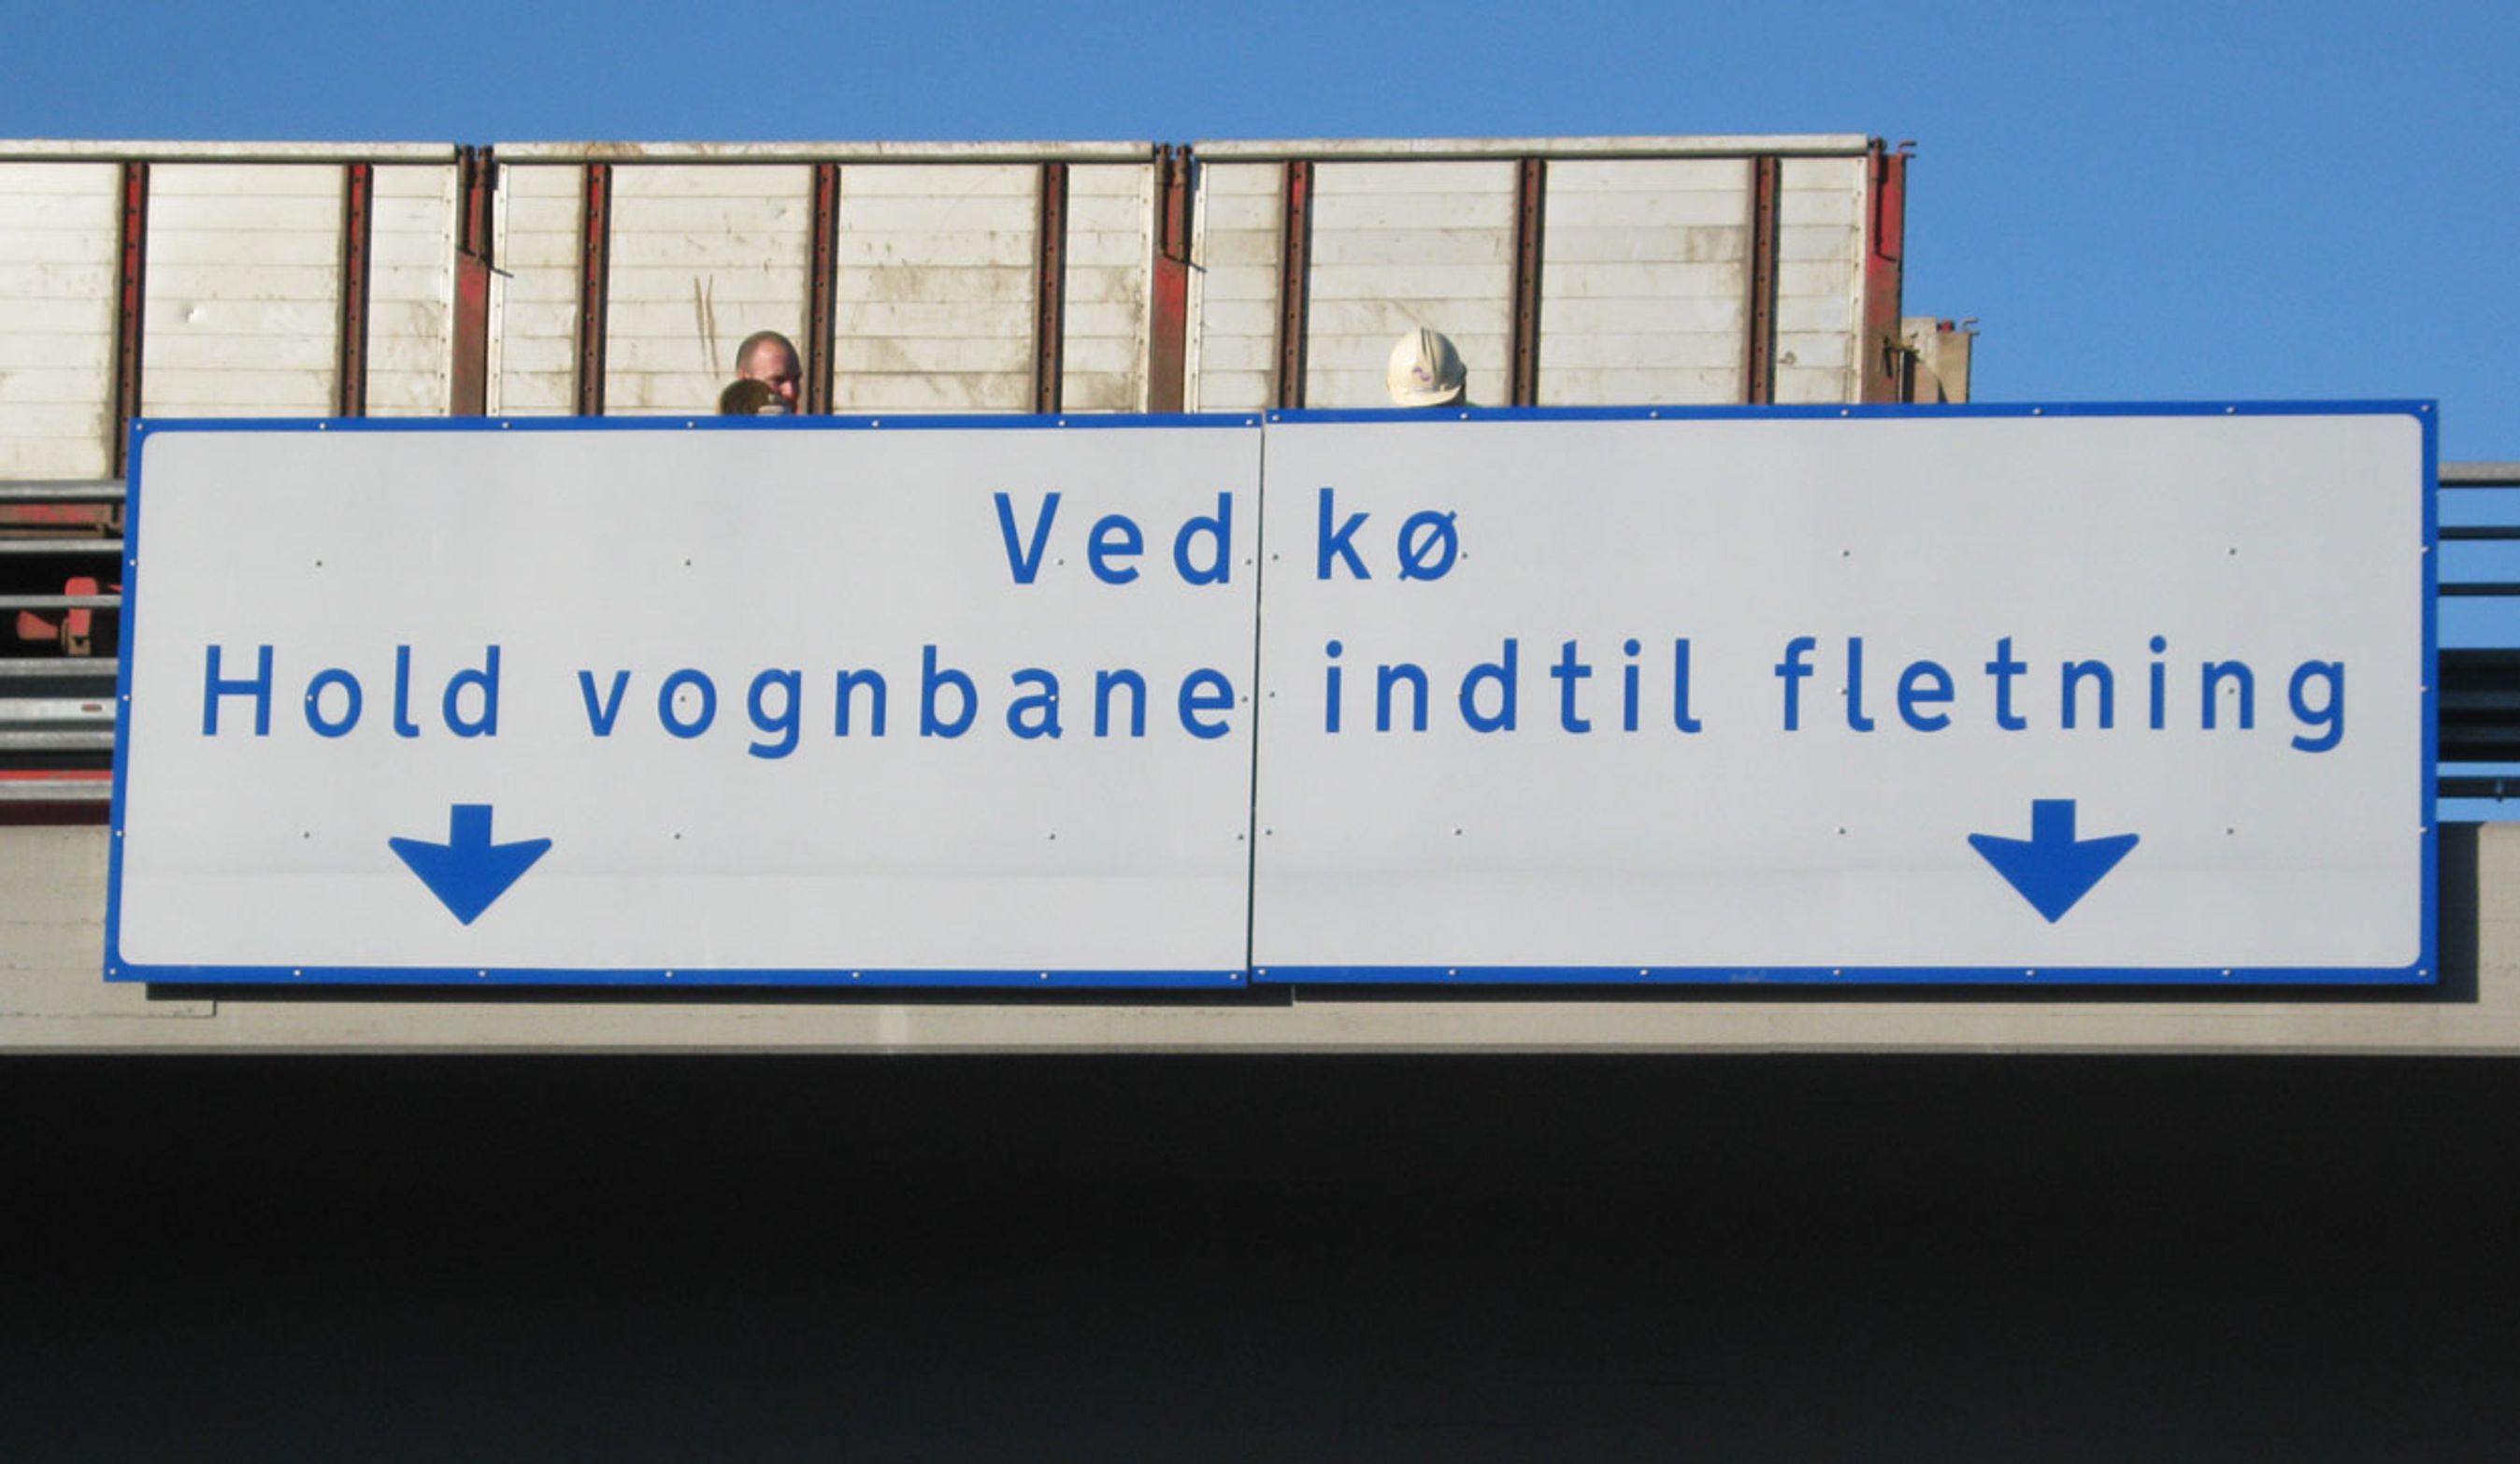 Ved kø
Hold vognbane indtil fletning